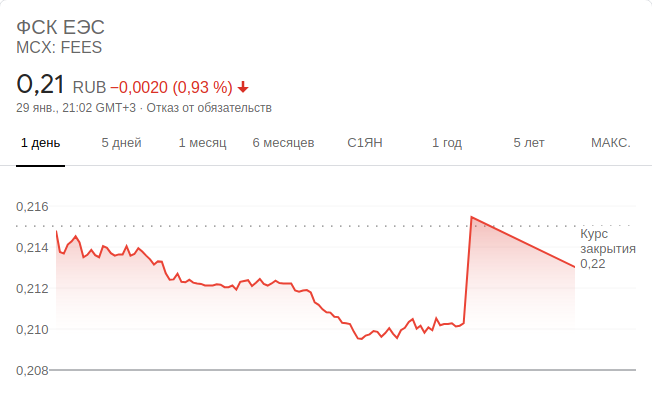 ФСК ЕЭС
MCX: FEES
0,21 RUB −0,0020 (0,93 %)
29 янв., 21:02 GMT+3 · Отказ от обязательств
1 день 5 дней 1 месяц 6 месяцев С1ЯН 1 год 5 лет МАКС.
0,216
0,214
0,212
0,210
0,208
Курс
закрытия
0,22